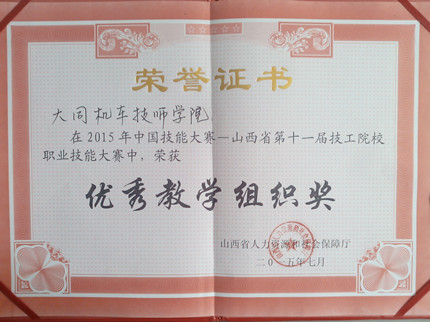 荣誉证书
大同机车技师学院
在2015年中国技能大赛—山西省第十一届技工院校
职业技能大赛中，荣获
优秀教学组织奖
山西省人力资源和社会保障厅
二〇一五年七月